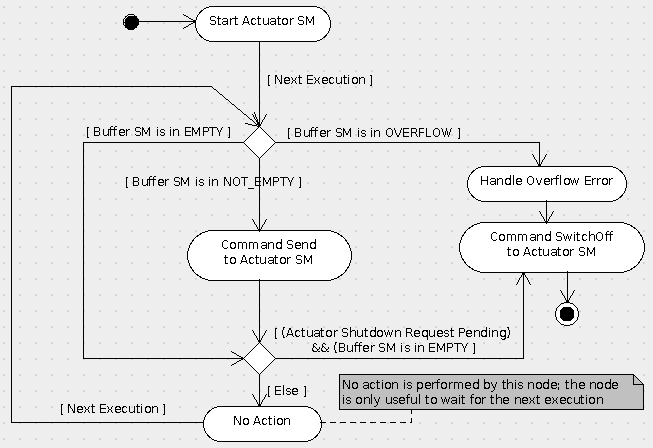 Start Actuator SM
[ Next Execution ]
[ Buffer SM is in EMPTY ]
[ Buffer SM is in OVERFLOW ]
[ Buffer SM is in NOT_EMPTY ]
Handle Overflow Error
Command Send
to Actuator SM
Command SwitchOff
to Actuator SM
[ (Actuator Shutdown Request Pending)
&& (Buffer SM is in EMPTY ]
[Else ]
No action is performed by this node; the node
is only useful to wait for the next execution
[ Next Execution ]
No Action